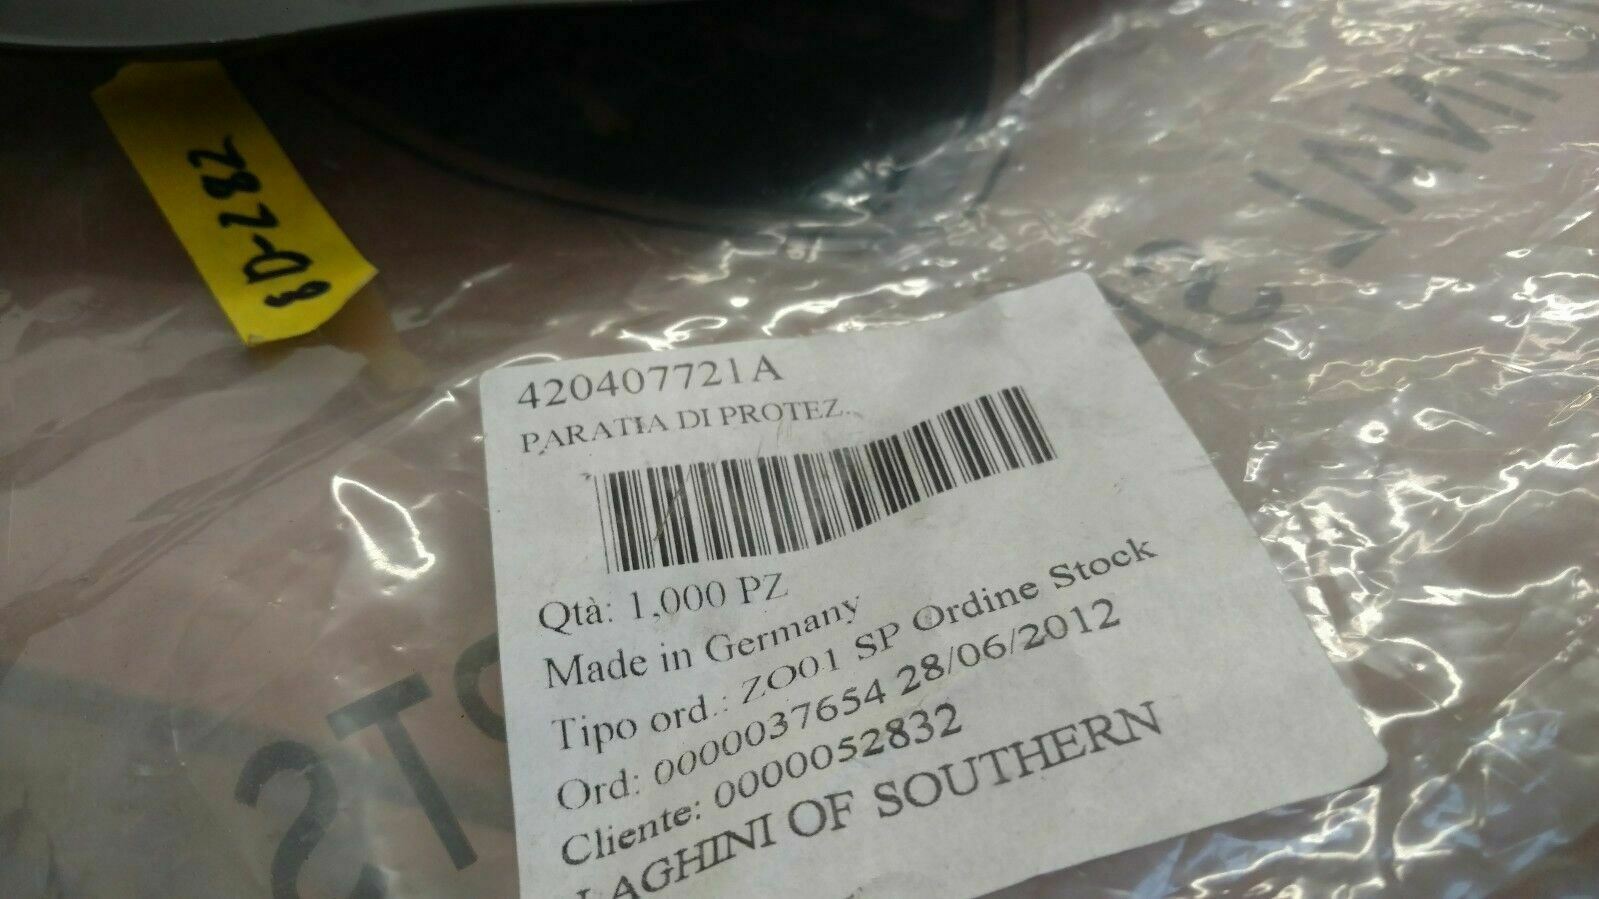 8D-282
420407721A
PARATIA DI PROTEZ.
Qtà: 1,000 PZ
Made in Germany
Tipo ord.: ZO01 SP Ordine Stock
Ord: 0000037654 28/06/2012
Cliente: 0000052832
LAGHINI OF SOUTHERN